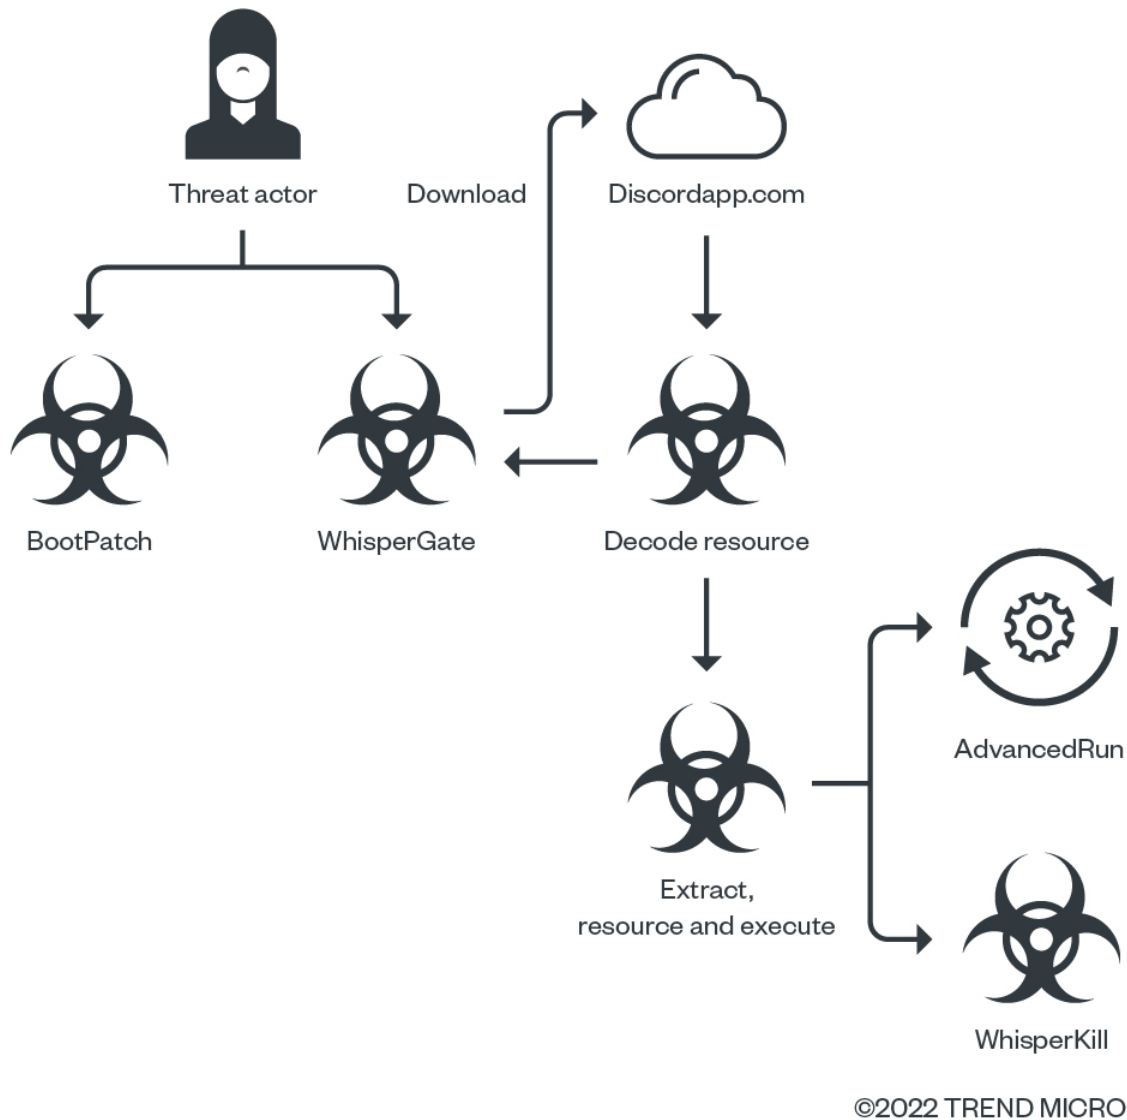 Threat actor
Download
Discordapp.com
BootPatch
WhisperGate
Decode resource
AdvancedRun
Extract,
resource and execute
WhisperKill
©2022 TREND MICRO